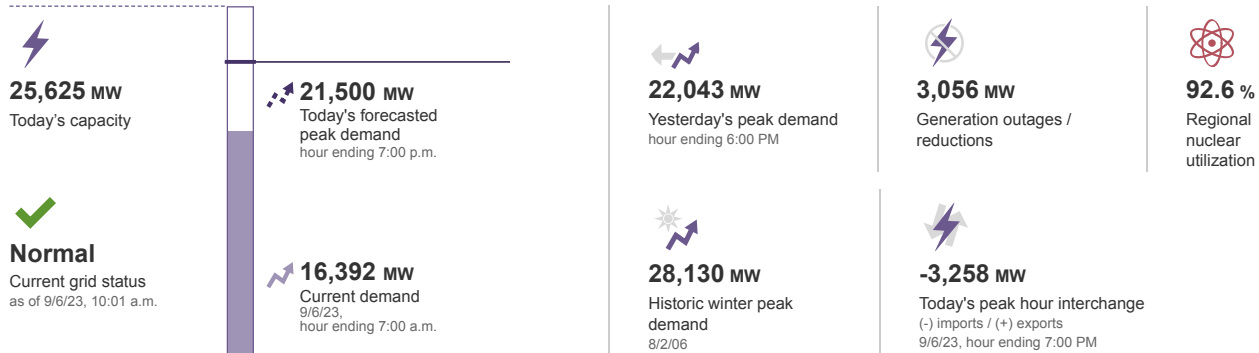 25,625 MW
Today's capacity
Normal
Current grid status
as of 9/6/23, 10:01 a.m.
21,500 MW
Today's forecasted
peak demand
hour ending 7:00 p.m.
16,392 MW
Current demand
9/6/23,
hour ending 7:00 a.m.
22,043 MW
Yesterday's peak demand
hour ending 6:00 PM
3,056 MW
Generation outages /
reductions
92.6 %
Regional
nuclear
utilization
28,130 MW
Historic winter peak
demand
8/2/06
-3,258 MW
Today's peak hour interchange
(-) imports / (+) exports
9/6/23, hour ending 7:00 PM